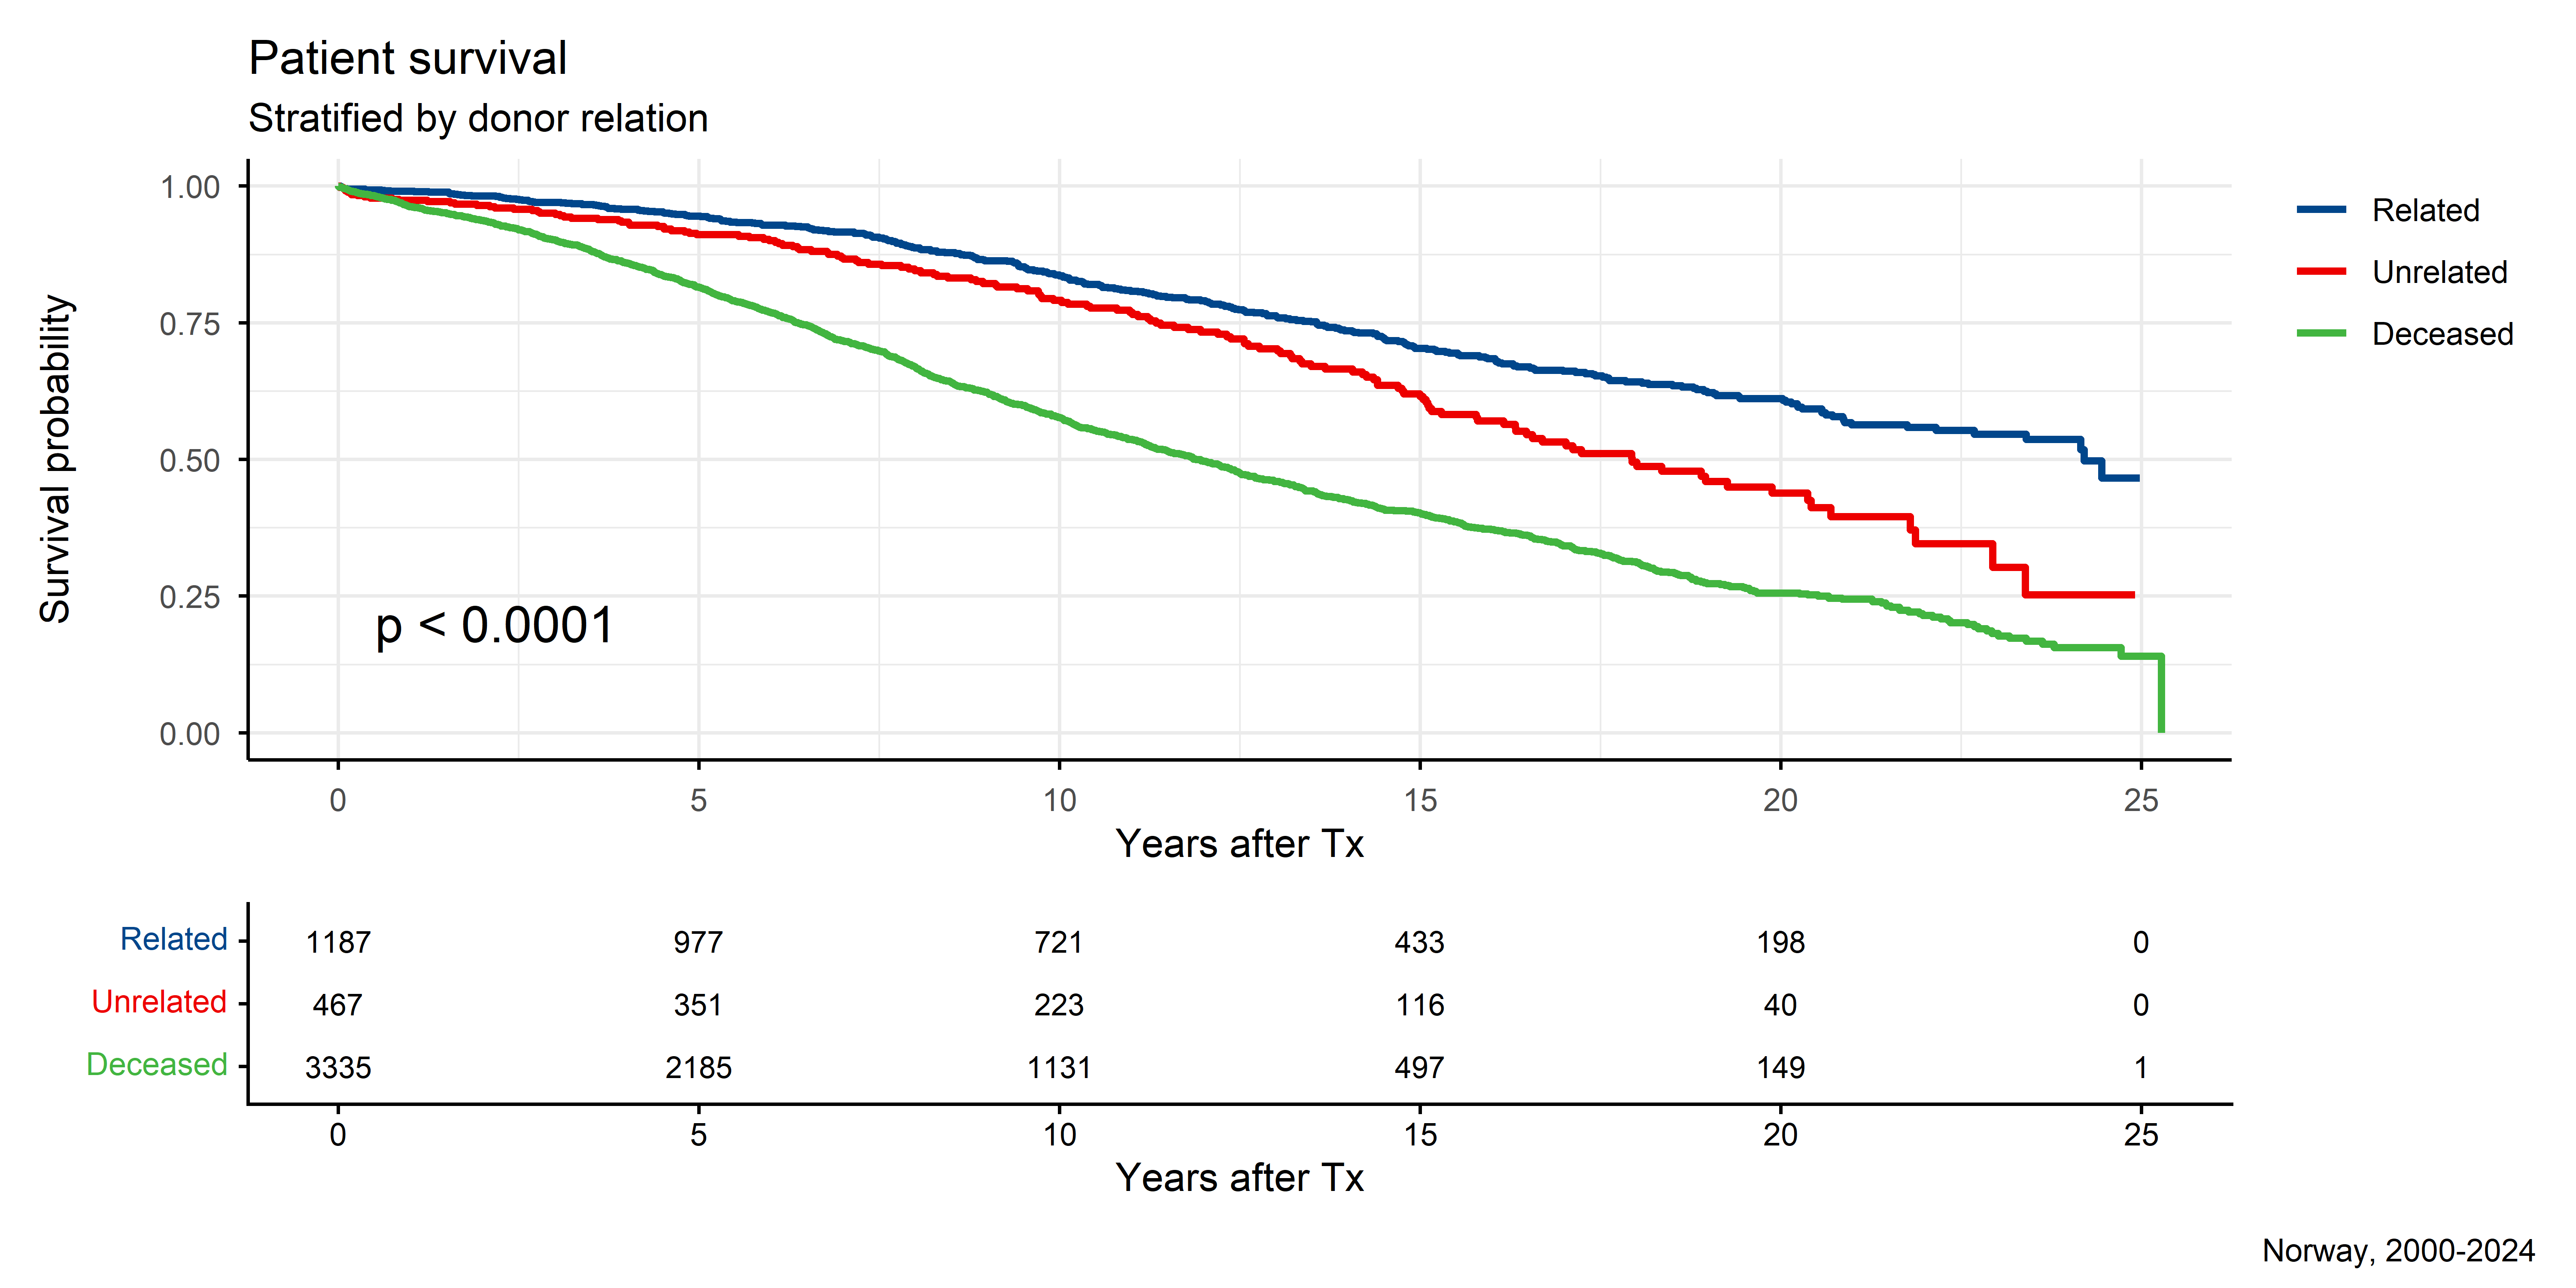 Patient survival
Stratified by donor relation
Survival probability
1.00
0.75
0.50
0.25
0.00
p < 0.0001
0 5 10 15 20 25
Years after Tx
Related
Unrelated
Deceased
Related 1187 977 721 433 198 0
Unrelated 467 351 223 116 40 0
Deceased 3335 2185 1131 497 149 1
0 5 10 15 20 25
Years after Tx
Norway, 2000-2024